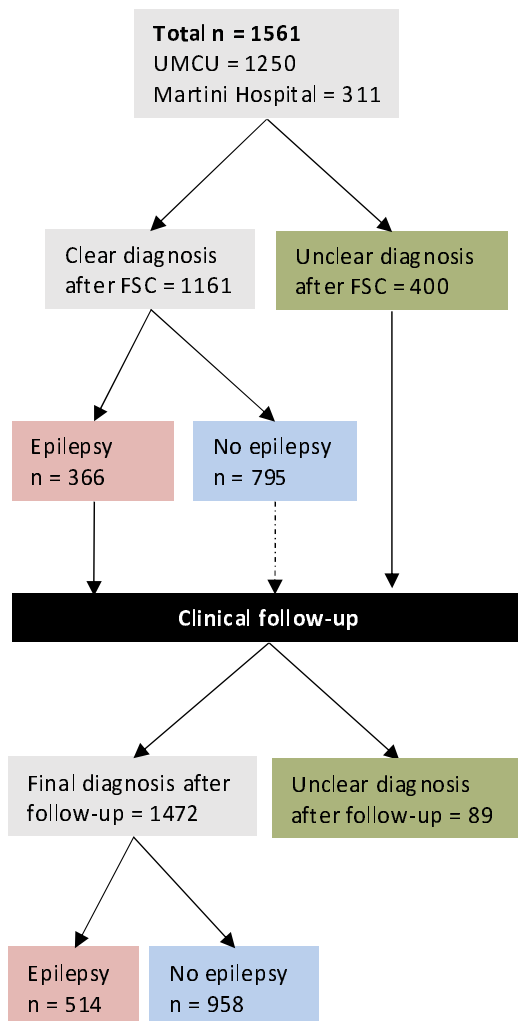 Total n = 1561
UMCU = 1250
Martini Hospital = 311
Clear diagnosis
after FSC = 1161
Unclear diagnosis
after FSC = 400
Epilepsy
n = 366
No epilepsy
n = 795
Clinical follow-up
Final diagnosis after
follow-up = 1472
Unclear diagnosis
after follow-up = 89
Epilepsy
n = 514
No epilepsy
n = 958